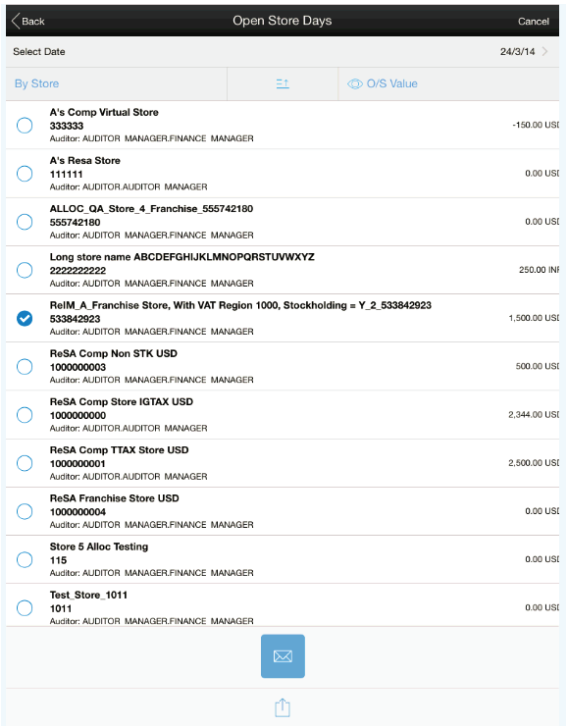 Back Open Store Days Cancel
Select Date 24/3/14
By Store O/S Value
A's Comp Virtual Store
333333 -150.00 USD
Auditor: AUDITOR MANAGER.FINANCE MANAGER
A's Resa Store
111111 0.00 USD
Auditor: AUDITOR.AUDITOR MANAGER
ALLOC_QA_Store_4_Franchise_555742180
555742180 0.00 USD
Auditor: AUDITOR MANAGER.FINANCE MANAGER
Long store name ABCDEFGHIJKLMNOPQRSTUVWXYZ
2222222222 250.00 INR
Auditor: AUDITOR MANAGER.FINANCE MANAGER
ReIM_A_Franchise Store, With VAT Region 1000, Stockholding = Y_2_533842923
533842923 1,500.00 USD
Auditor: AUDITOR MANAGER.FINANCE MANAGER
ReSA Comp Non STK USD
1000000003 500.00 USD
Auditor: AUDITOR MANAGER.FINANCE MANAGER
ReSA Comp Store IGTAX USD
1000000000 2,344.00 USD
Auditor: AUDITOR.AUDITOR MANAGER
ReSA Comp TTAX Store USD
1000000001 2,500.00 USD
Auditor: AUDITOR.AUDITOR MANAGER
ReSA Franchise Store USD
1000000004 0.00 USD
Auditor: AUDITOR MANAGER.FINANCE MANAGER
Store 5 Alloc Testing
115 0.00 USD
Auditor: AUDITOR MANAGER.FINANCE MANAGER
Test_Store_1011
1011 0.00 USD
Auditor: AUDITOR MANAGER.FINANCE MANAGER